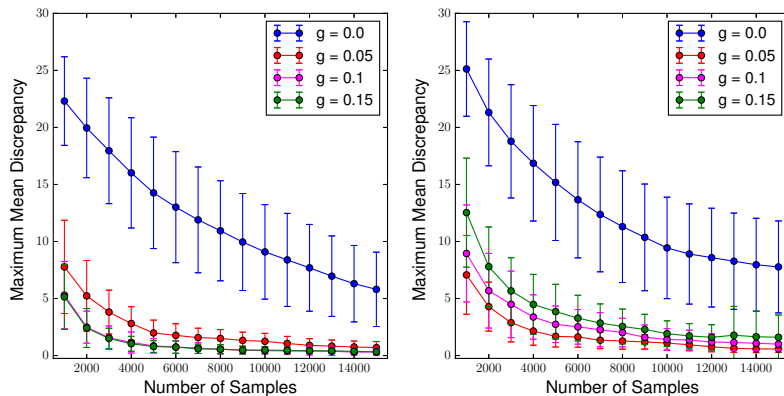 30
25
20
15
10
5
0
Maximum Mean Discrepancy
g = 0.0
g = 0.05
g = 0.1
g = 0.15
2000 4000 6000 8000 10000 12000 14000
Number of Samples
30
25
20
15
10
5
0
Maximum Mean Discrepancy
g = 0.0
g = 0.05
g = 0.1
g = 0.15
2000 4000 6000 8000 10000 12000 14000
Number of Samples